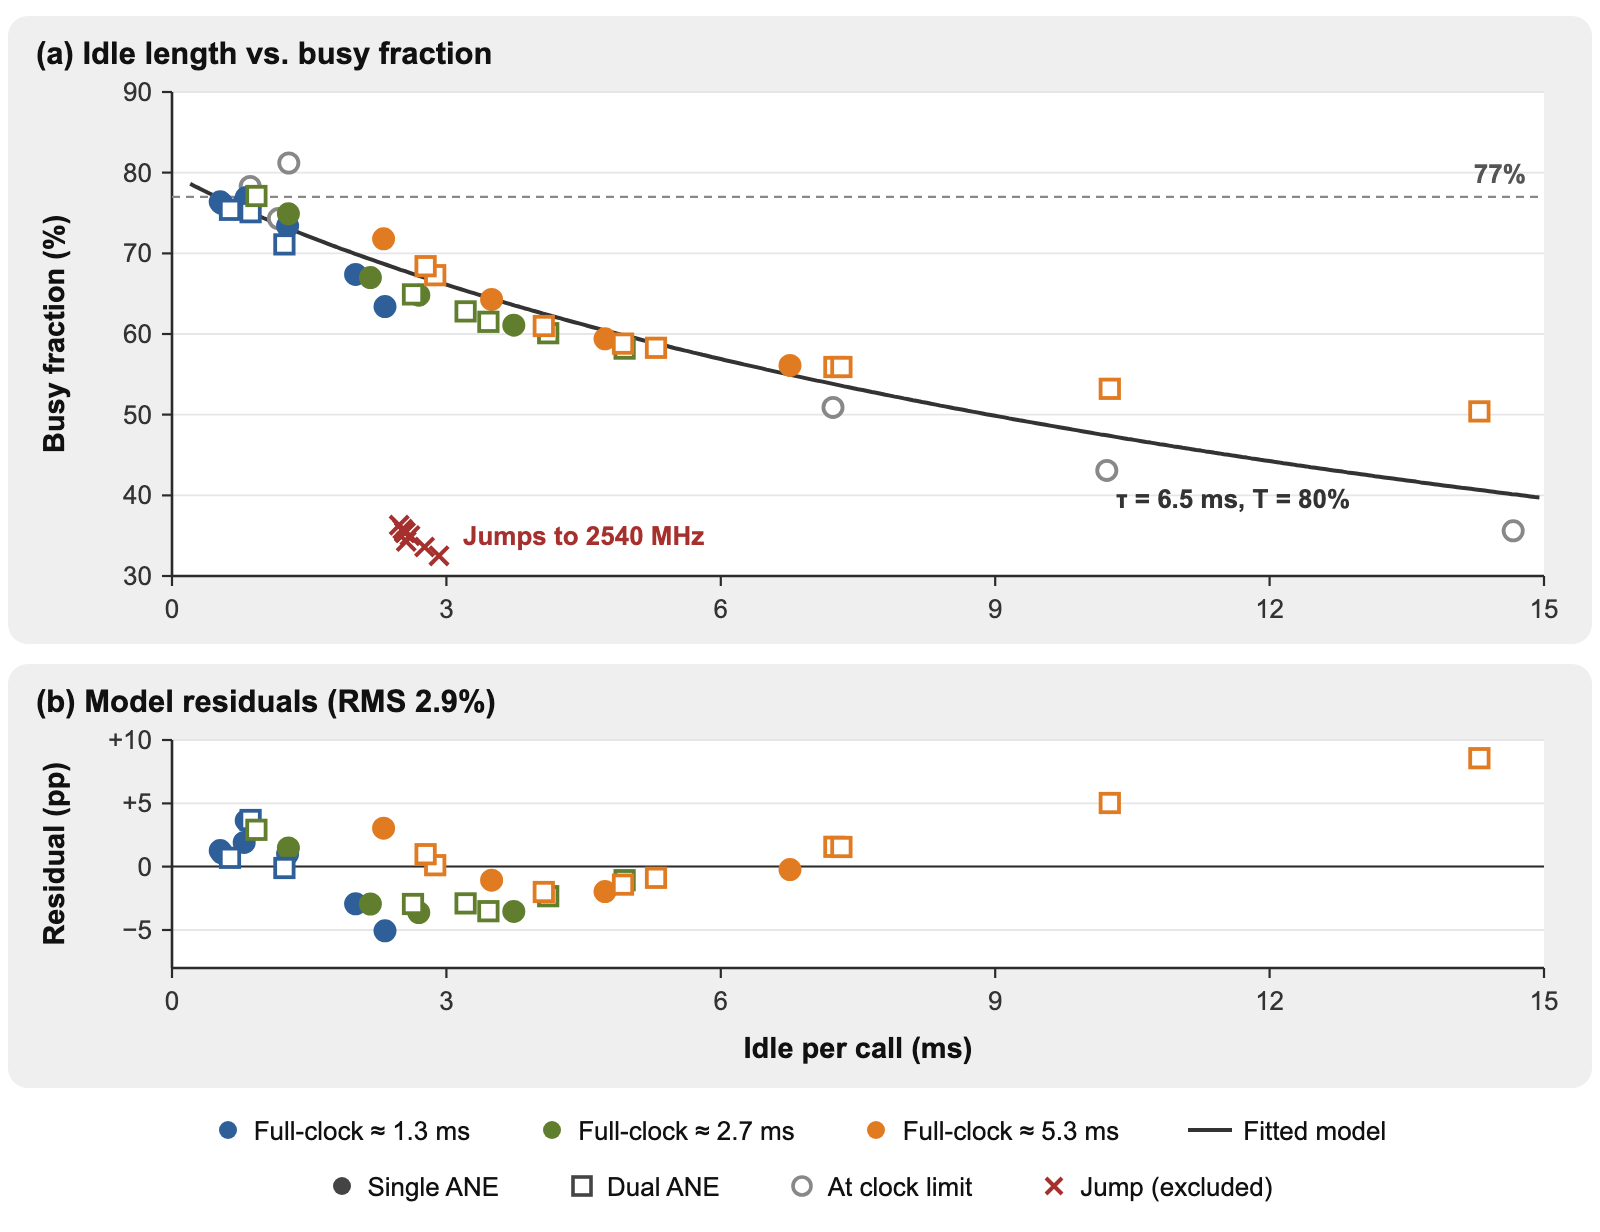 (a) Idle length vs. busy fraction
90
80
77%
70
60
50
40
30
Busy fraction (%)
τ = 6.5 ms, T = 80%
Jumps to 2540 MHz
0 3 6 9 12 15
(b) Model residuals (RMS 2.9%)
+10
+5
0
−5
Residual (pp)
0 3 6 9 12 15
Idle per call (ms)
Full-clock ≈ 1.3 ms Full-clock ≈ 2.7 ms Full-clock ≈ 5.3 ms Fitted model
Single ANE Dual ANE At clock limit Jump (excluded)